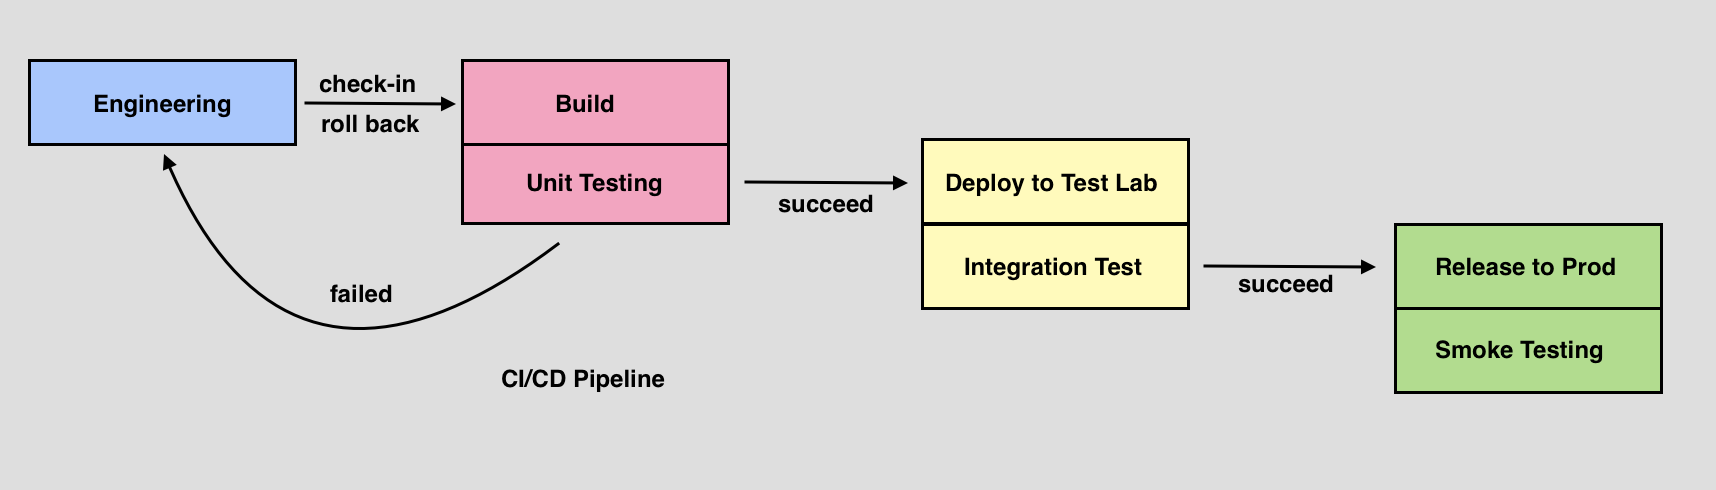 Engineering
check-in
roll back
Build
Unit Testing
succeed
Deploy to Test Lab
Integration Test
succeed
Release to Prod
Smoke Testing
failed
CI/CD Pipeline